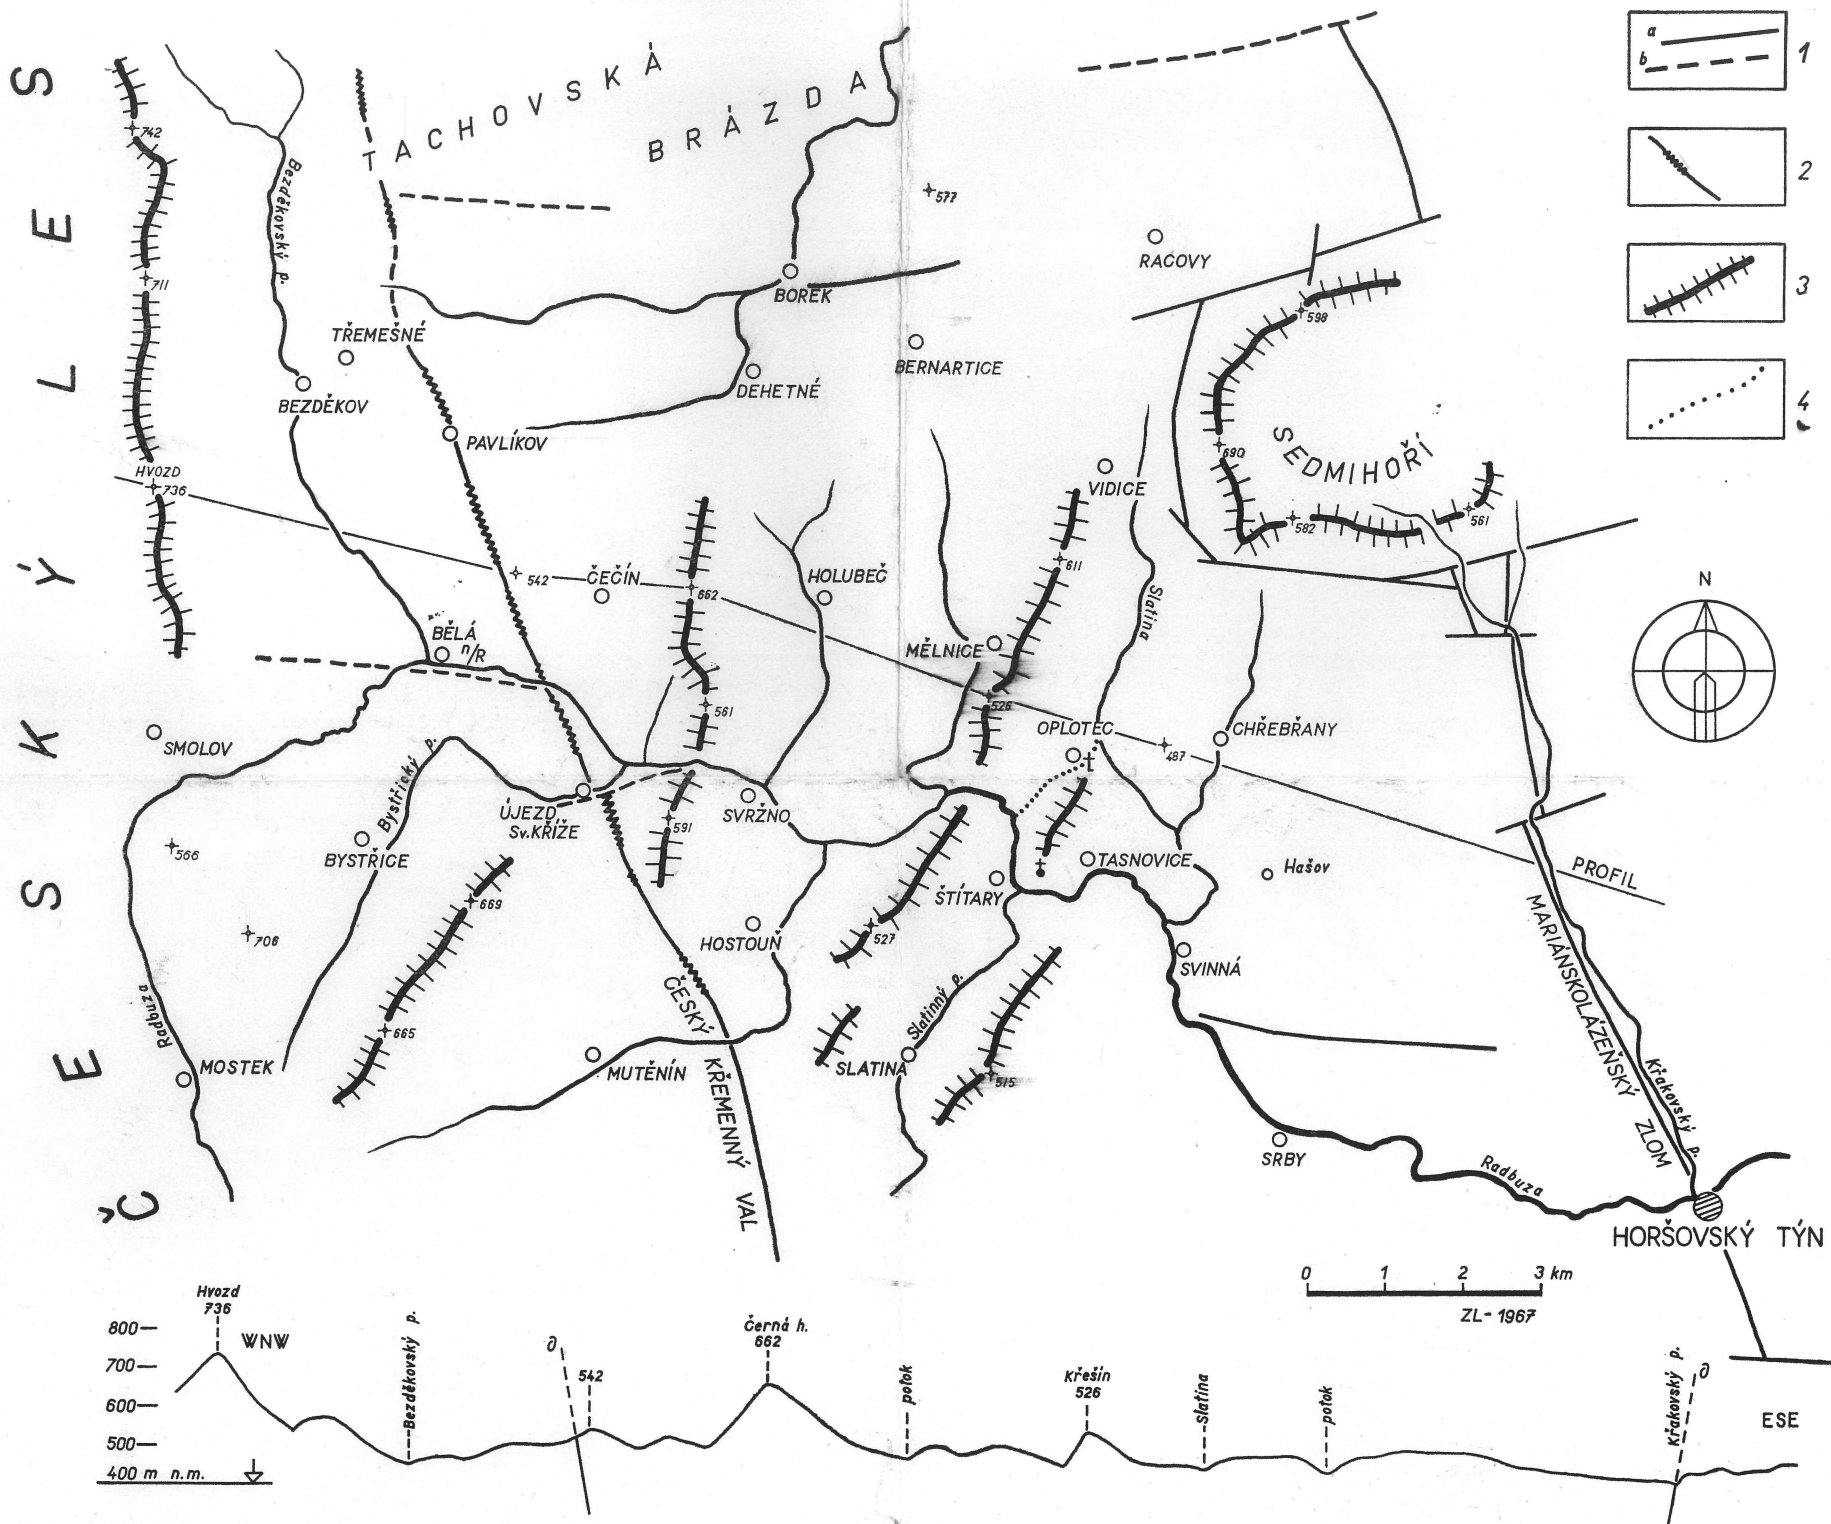 ČESKÝ LES
TACHOVSKÁ
BRÁZDA
a
b
1
2
3
4
742
Bezděkovský p.
711
577
RAČOVY
BOREK
598
TŘEMEŠNÉ
BERNARTICE
DEHETNÉ
BEZDĚKOV
PAVLÍKOV
SEDMIHOŘÍ
690
HVOZD
736
VIDICE
582
561
542
ČEČÍN
662
HOLUBEČ
611
Slatina
N
BĚLÁ
n/R
MĚLNICE
526
561
SMOLOV
OPLOTEC
487
CHŘEBŘANY
Bystřický p.
ÚJEZD
Sv.KŘÍŽE
591
SVRŽNO
566
BYSTŘICE
TASNOVICE
Hašov
PROFIL
ŠTÍTARY
669
706
HOSTOUŇ
527
SVINNÁ
MARIÁNSKOLÁZEŇSKÝ
ZLOM
Radbuza
665
ČESKÝ
KŘEMENNÝ
VAL
Slatinný p.
MOSTEK
MUTĚNÍN
SLATINA
515
Křakovský p.
SRBY
Radbuza
HORŠOVSKÝ TÝN
0 1 2 3 km
ZL-1967
Hvozd
736
WNW
Bezděkovský p.
∂
542
Černá h.
662
potok
Křešín
526
Slatina
potok
Křakovský p.
∂
ESE
800
700
600
500
400 m n.m.